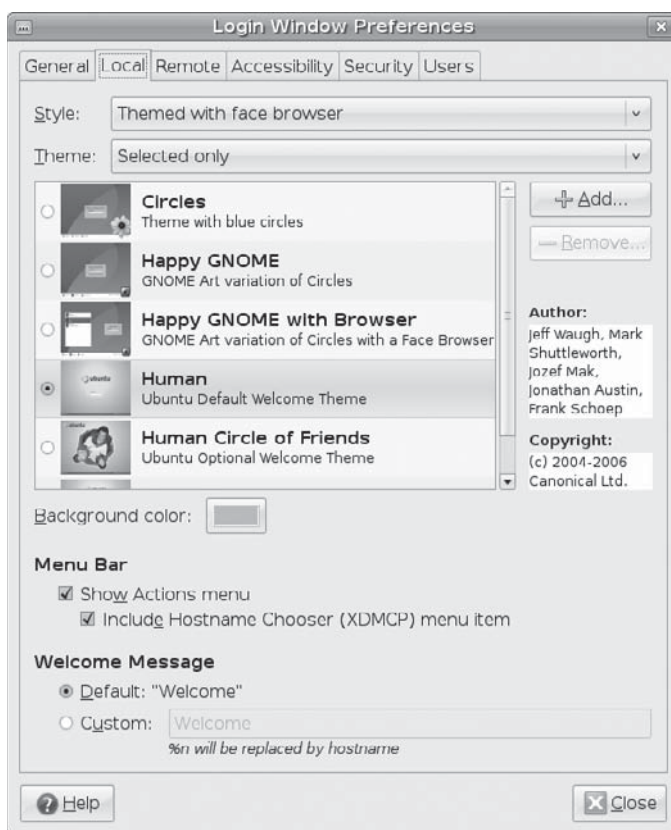 Login Window Preferences
General Local Remote Accessibility Security Users
Style: Themed with face browser
Theme: Selected only
Circles
Theme with blue circles
Happy GNOME
GNOME Art variation of Circles
Happy GNOME with Browser
GNOME Art variation of Circles with a Face Browser
Human
Ubuntu Default Welcome Theme
Human Circle of Friends
Ubuntu Optional Welcome Theme
Add...
Remove...
Author:
Jeff Waugh, Mark
Shuttleworth,
Jozef Mak,
Jonathan Austin,
Frank Schoep
Copyright:
(c) 2004-2006
Canonical Ltd.
Background color:
Menu Bar
Show Actions menu
Include Hostname Chooser (XDMCP) menu item
Welcome Message
Default: "Welcome"
Custom: Welcome
%n will be replaced by hostname
Help
Close